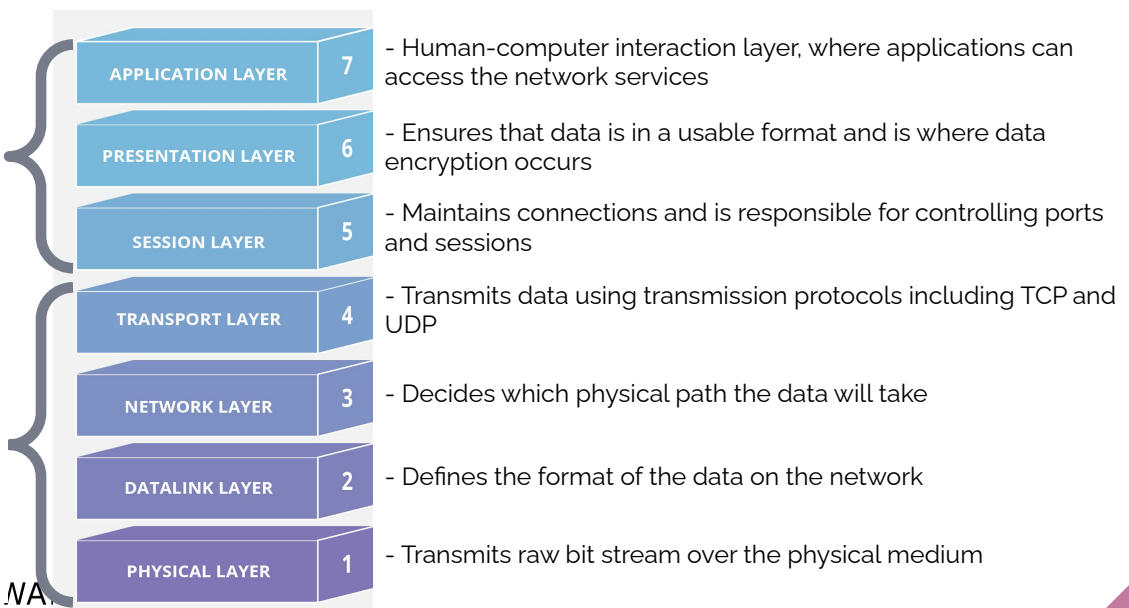 APPLICATION LAYER 7
- Human-computer interaction layer, where applications can
access the network services
PRESENTATION LAYER 6
- Ensures that data is in a usable format and is where data
encryption occurs
SESSION LAYER 5
- Maintains connections and is responsible for controlling ports
and sessions
TRANSPORT LAYER 4
- Transmits data using transmission protocols including TCP and
UDP
NETWORK LAYER 3
- Decides which physical path the data will take
DATALINK LAYER 2
- Defines the format of the data on the network
PHYSICAL LAYER 1
- Transmits raw bit stream over the physical medium